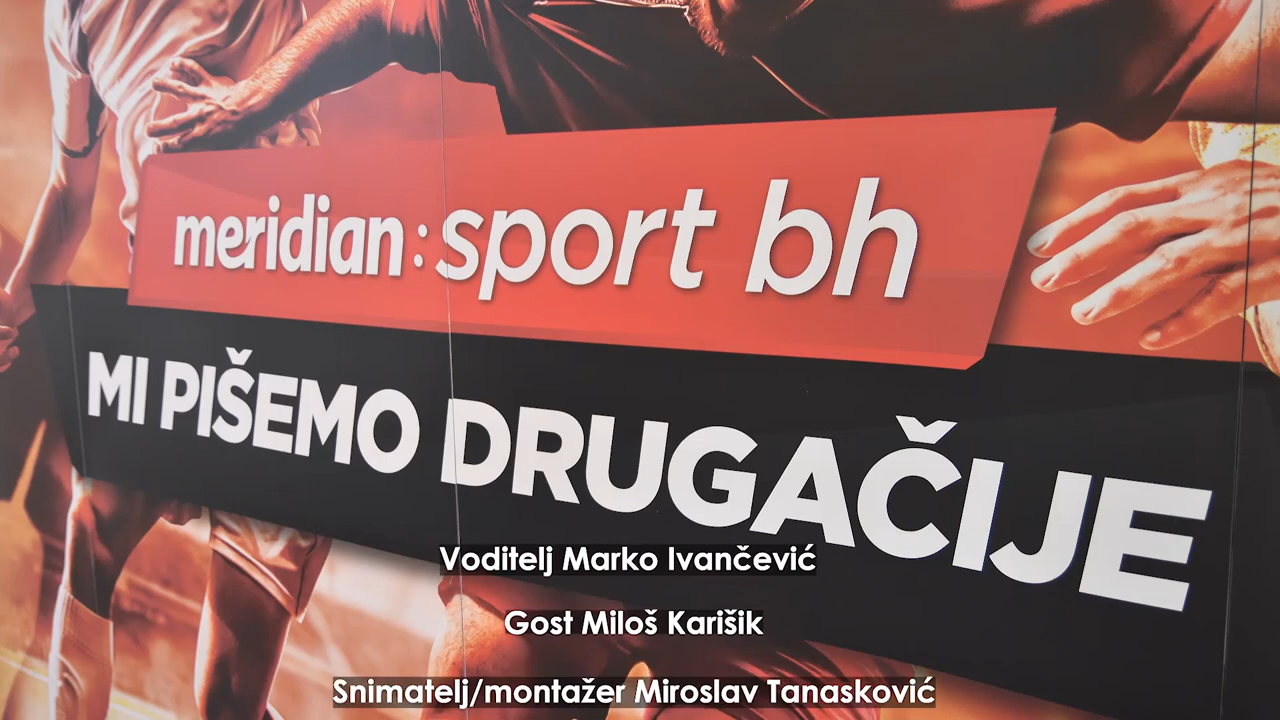 meridian:sport bh
MI PIŠEMO DRUGAČIJE
Voditelj Marko Ivančević
Gost Miloš Karišik
Snimatelj/montažer Miroslav Tanasković